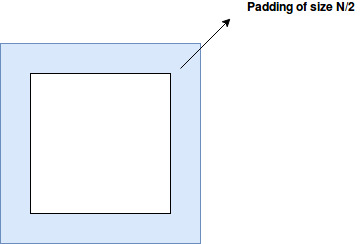 Padding of size N/2